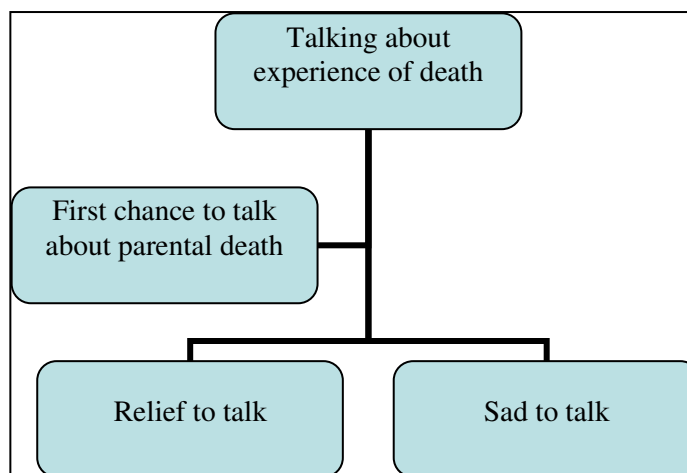 Talking about
experience of death
First chance to talk
about parental death
Relief to talk
Sad to talk